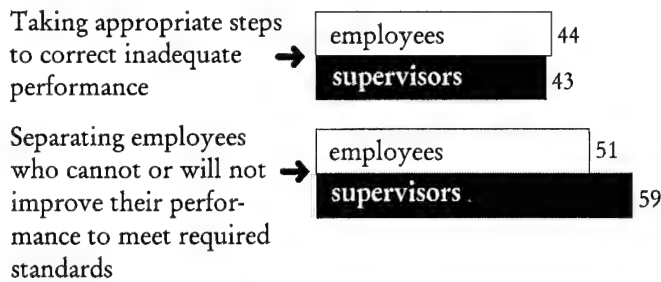 Taking appropriate steps
to correct inadequate
performance
employees 44
supervisors 43
Separating employees
who cannot or will not
improve their perfor-
mance to meet required
standards
employees 51
supervisors . 59